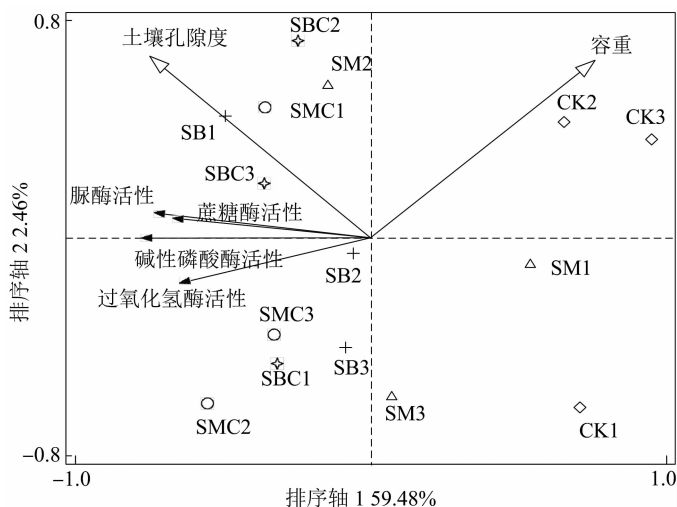 0.8
SBC2
土壤孔隙度
容重
SM2
SMC1
CK2
CK3
SB1
SBC3
脲酶活性
蔗糖酶活性
碱性磷酸酶活性
SB2
SM1
过氧化氢酶活性
SMC3
SB3
SBC1
SM3
SMC2
CK1
-0.8
-1.0
1.0
排序轴 1 59.48%
排序轴 2 2.46%